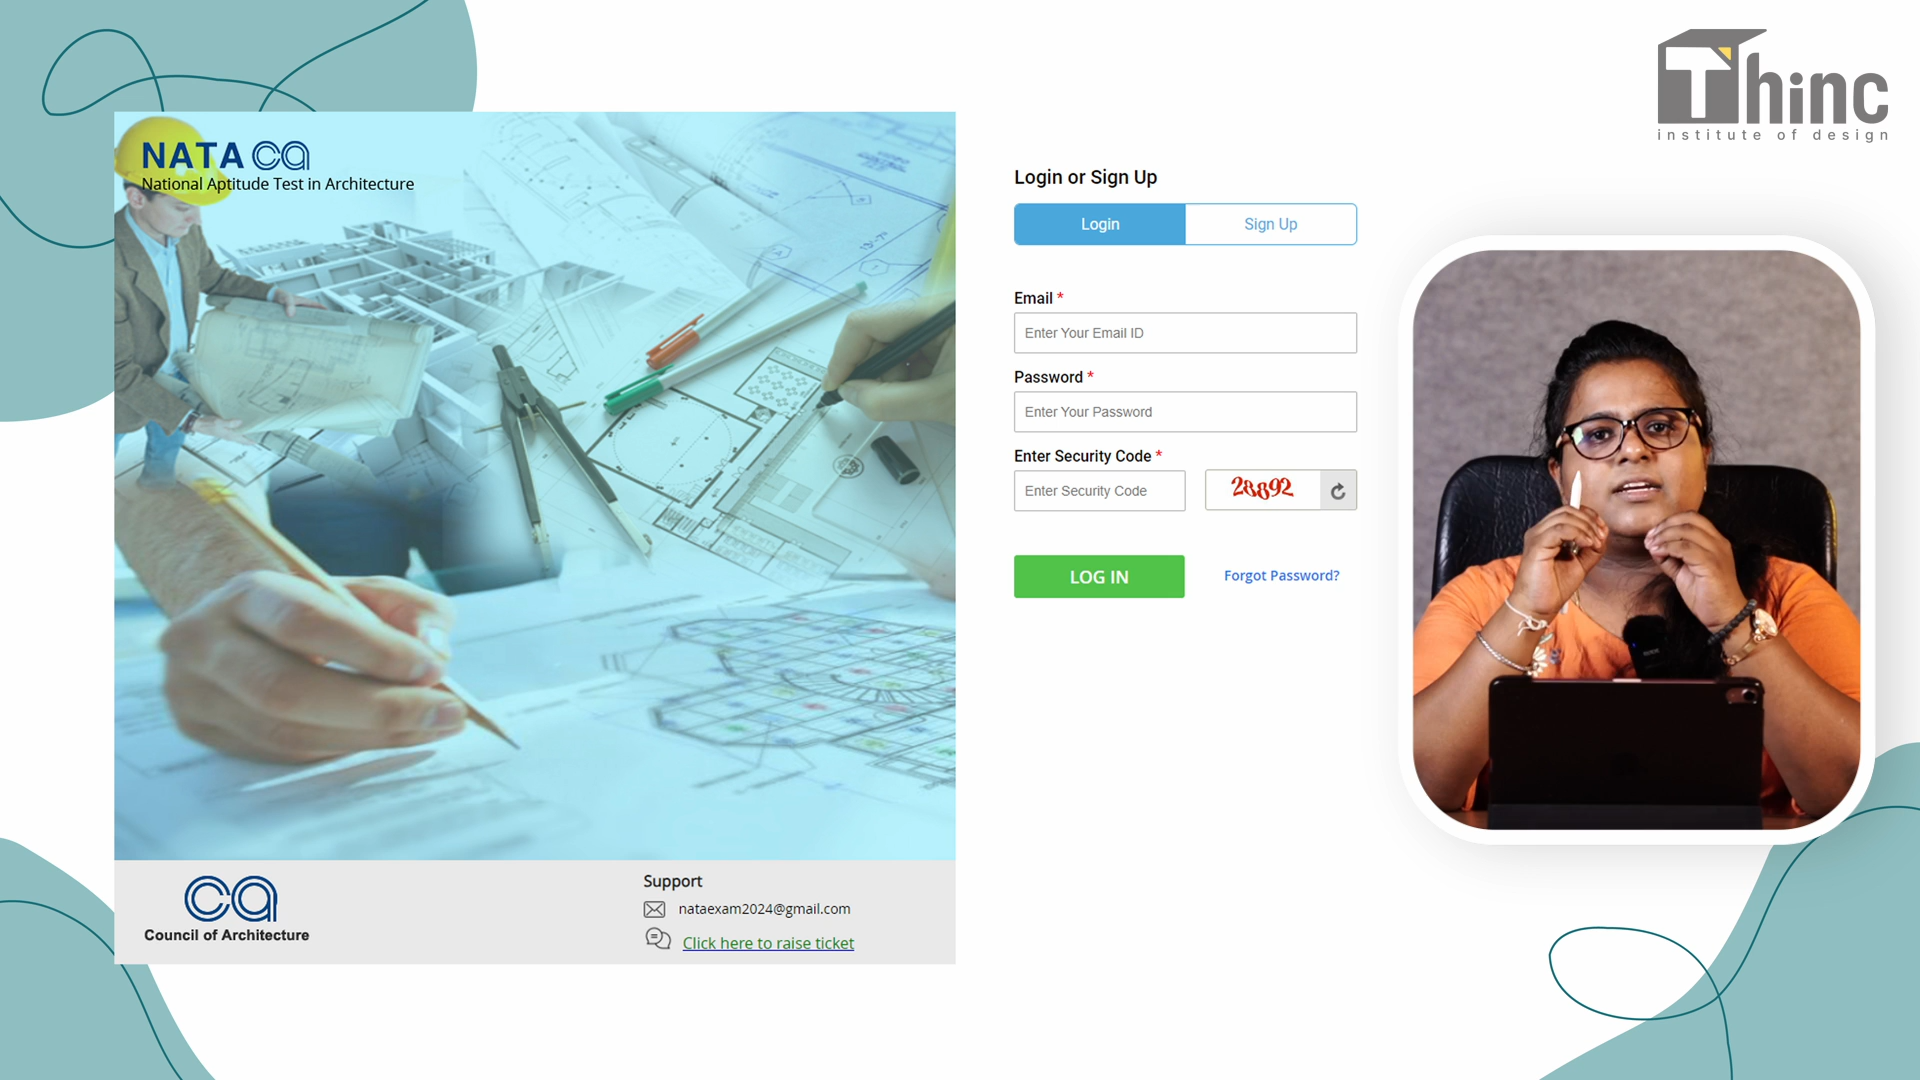 Thinc
institute of design
NATA ca
National Aptitude Test in Architecture
Login or Sign Up
Login
Sign Up
Email *
Enter Your Email ID
Password *
Enter Your Password
Enter Security Code *
Enter Security Code
28892
LOG IN
Forgot Password?
ca
Council of Architecture
Support
nataexam2024@gmail.com
Click here to raise ticket